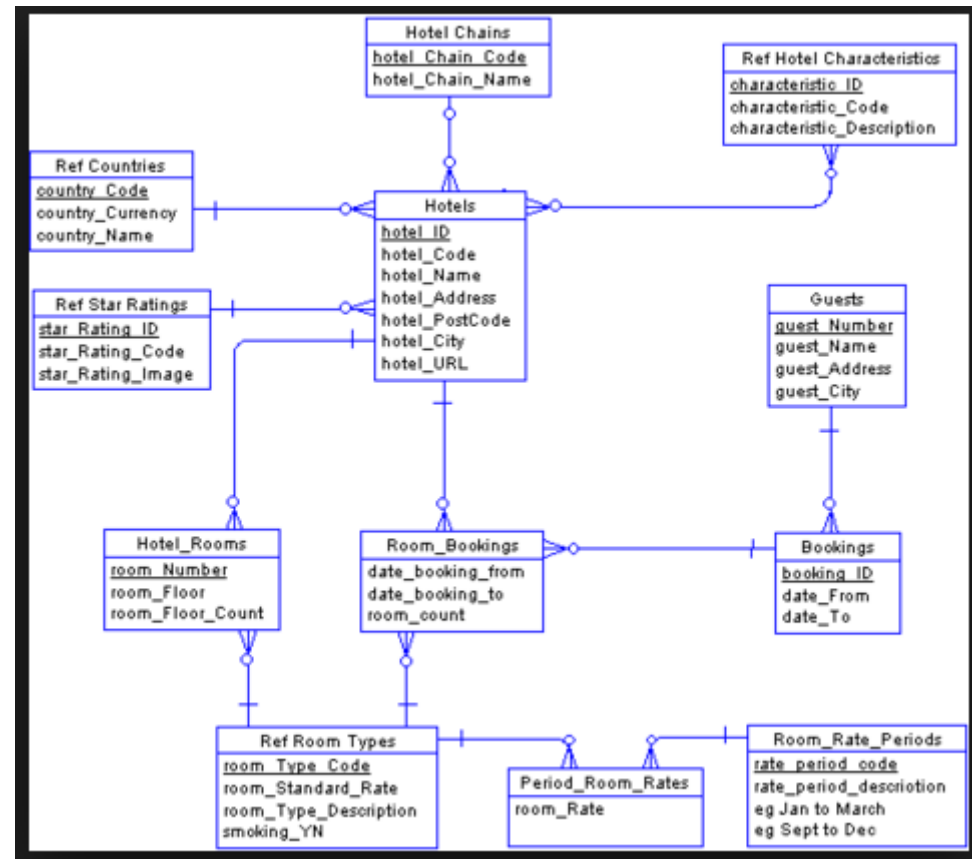 Hotel Chains
hotel_Chain_Code
hotel_Chain_Name
Ref Hotel Characteristics
characteristic_ID
characteristic_Code
characteristic_Description
Ref Countries
country_Code
country_Currency
country_Name
Hotels
hotel_ID
hotel_Code
hotel_Name
hotel_Address
hotel_PostCode
hotel_City
hotel_URL
Ref Star Ratings
star_Rating_ID
star_Rating_Code
star_Rating_Image
Guests
guest_Number
guest_Name
guest_Address
guest_City
Hotel_Rooms
room_Number
room_Floor
room_Floor_Count
Room_Bookings
date_booking_from
date_booking_to
room_count
Bookings
booking_ID
date_From
date_To
Ref Room Types
room_Type_Code
room_Standard_Rate
room_Type_Description
smoking_YN
Period_Room_Rates
room_Rate
Room_Rate_Periods
rate_period_code
rate_period_descriotion
eg Jan to March
eg Sept to Dec